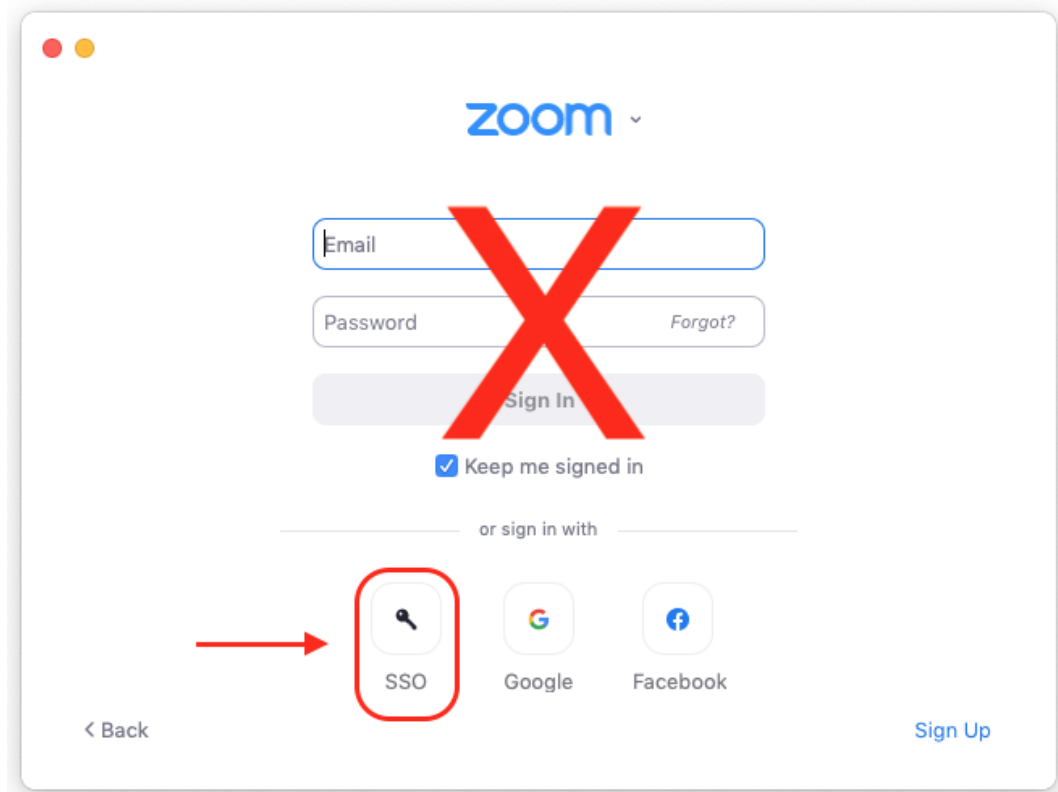 zoom
Email
Password Forgot?
Sign In
Keep me signed in
or sign in with
SSO Google Facebook
< Back Sign Up